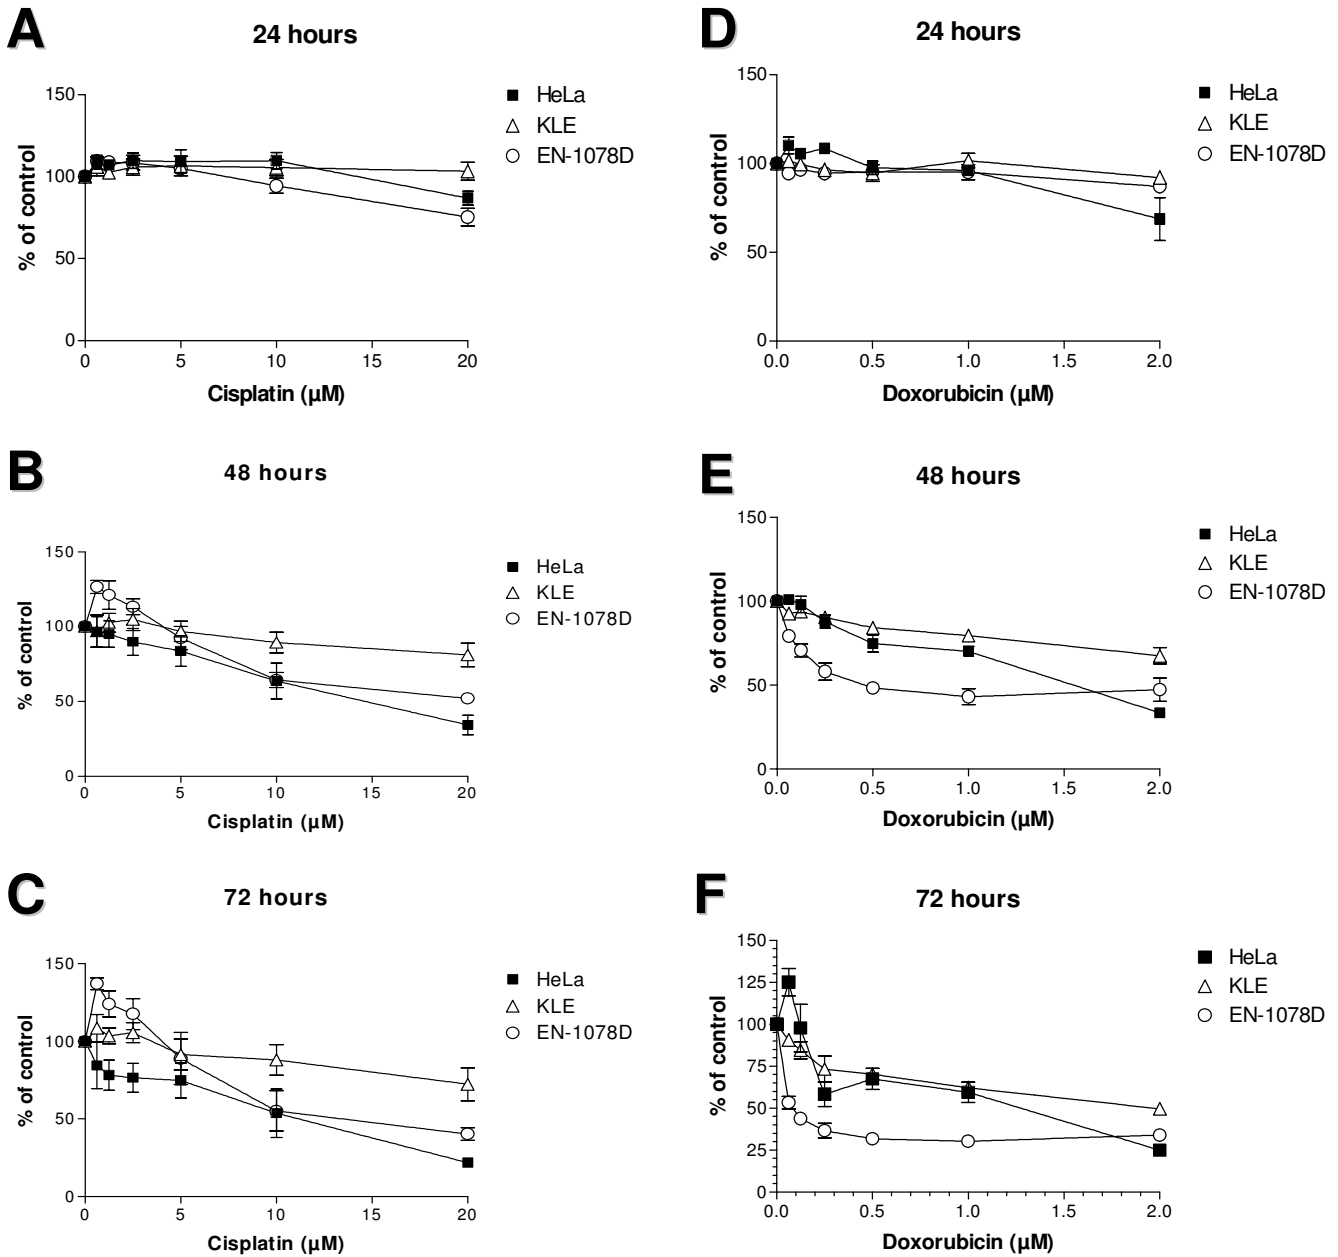 A
24 hours
150
100
50
0
% of control
0 5 10 15 20
Cisplatin (µM)
HeLa
KLE
EN-1078D
D
24 hours
150
100
50
0
% of control
0.0 0.5 1.0 1.5 2.0
Doxorubicin (µM)
HeLa
KLE
EN-1078D
B
48 hours
150
100
50
0
% of control
0 5 10 15 20
Cisplatin (µM)
HeLa
KLE
EN-1078D
E
48 hours
150
100
50
0
% of control
0.0 0.5 1.0 1.5 2.0
Doxorubicin (µM)
HeLa
KLE
EN-1078D
C
72 hours
150
100
50
0
% of control
0 5 10 15 20
Cisplatin (µM)
HeLa
KLE
EN-1078D
F
72 hours
150
125
100
75
50
25
0
% of control
0.0 0.5 1.0 1.5 2.0
Doxorubicin (µM)
HeLa
KLE
EN-1078D